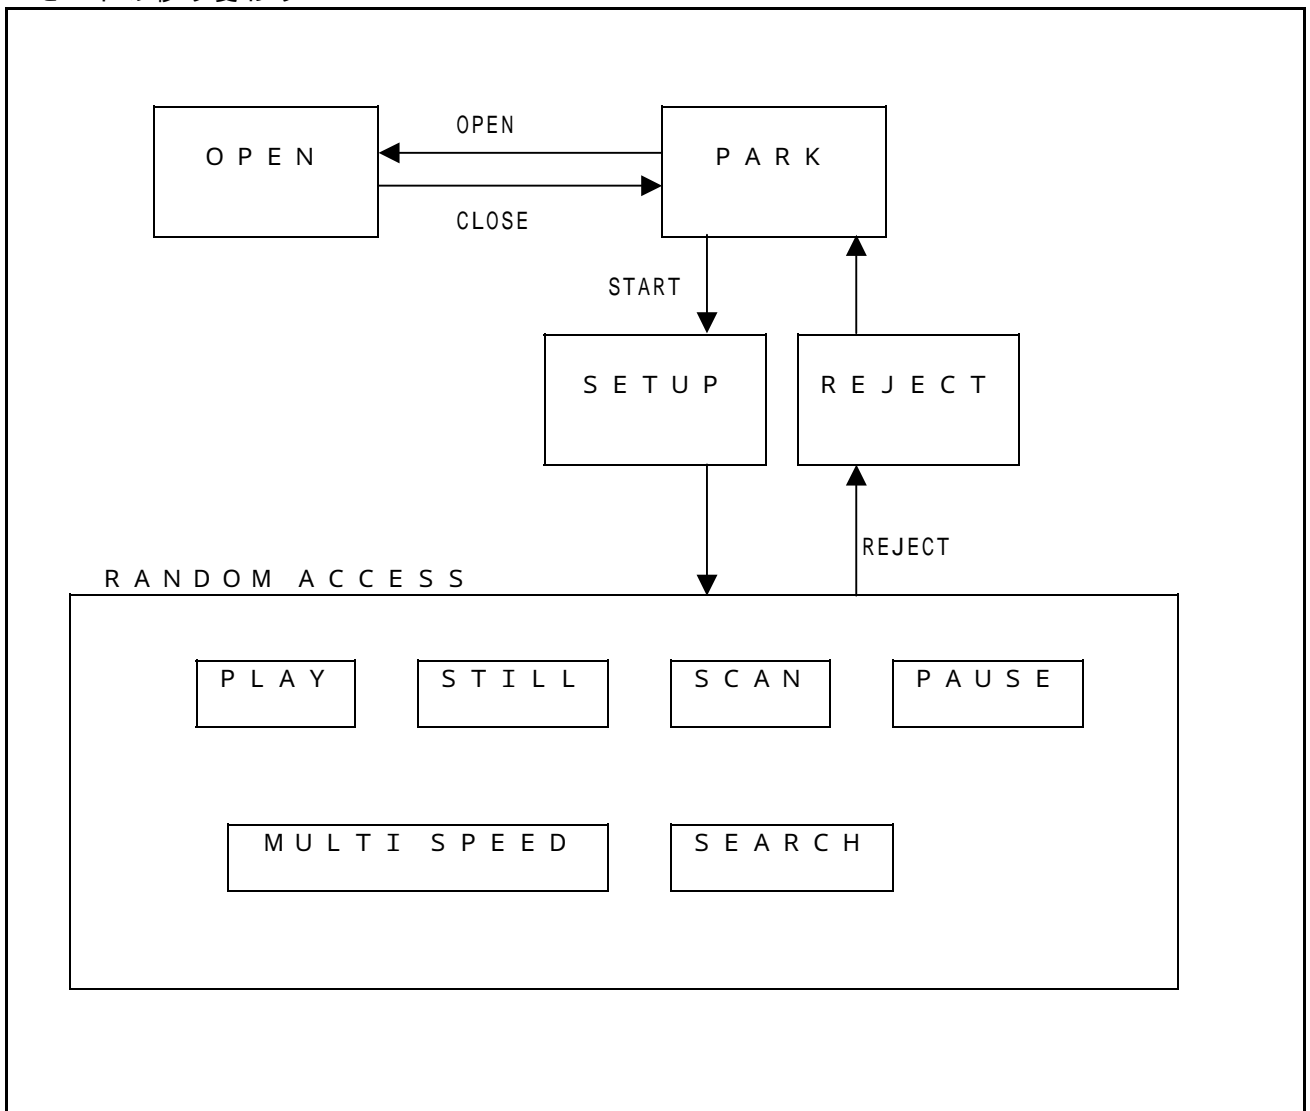 OPEN
OPEN
PARK
CLOSE
START
SETUP
REJECT
REJECT
RANDOM ACCESS
PLAY
STILL
SCAN
PAUSE
MULTI SPEED
SEARCH